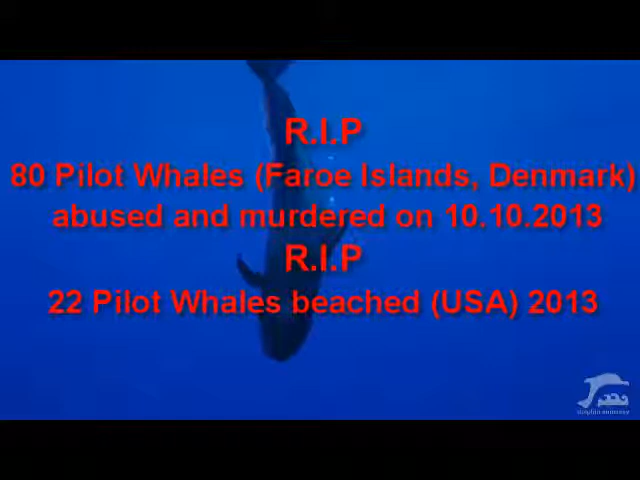 R.I.P
80 Pilot Whales (Faroe Islands, Denmark)
abused and murdered on 10.10.2013
R.I.P
22 Pilot Whales beached (USA) 2013